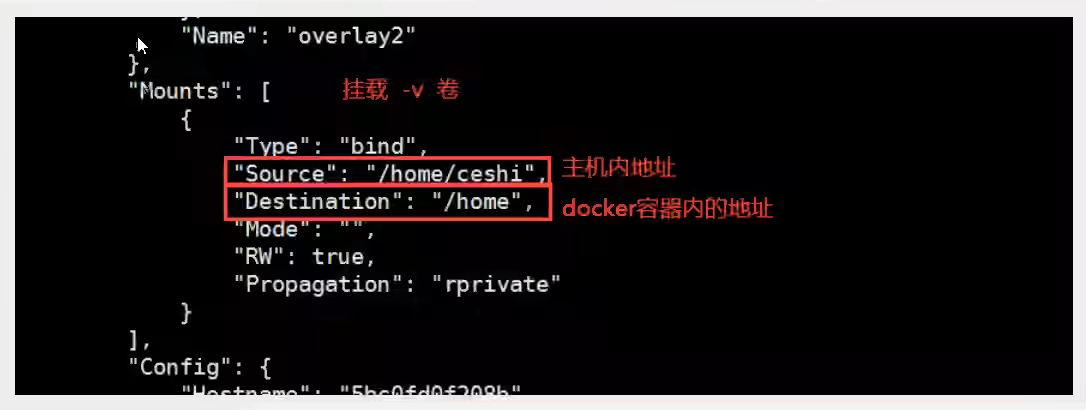 "Name": "overlay2"
},
"Mounts": [ 挂载 -v 卷
{
"Type": "bind",
"Source": "/home/ceshi", 主机内地址
"Destination": "/home", docker容器内的地址
"Mode": "",
"RW": true,
"Propagation": "rprivate"
}
],
"Config": {
"Hostname": "5bc0fd0f208b"